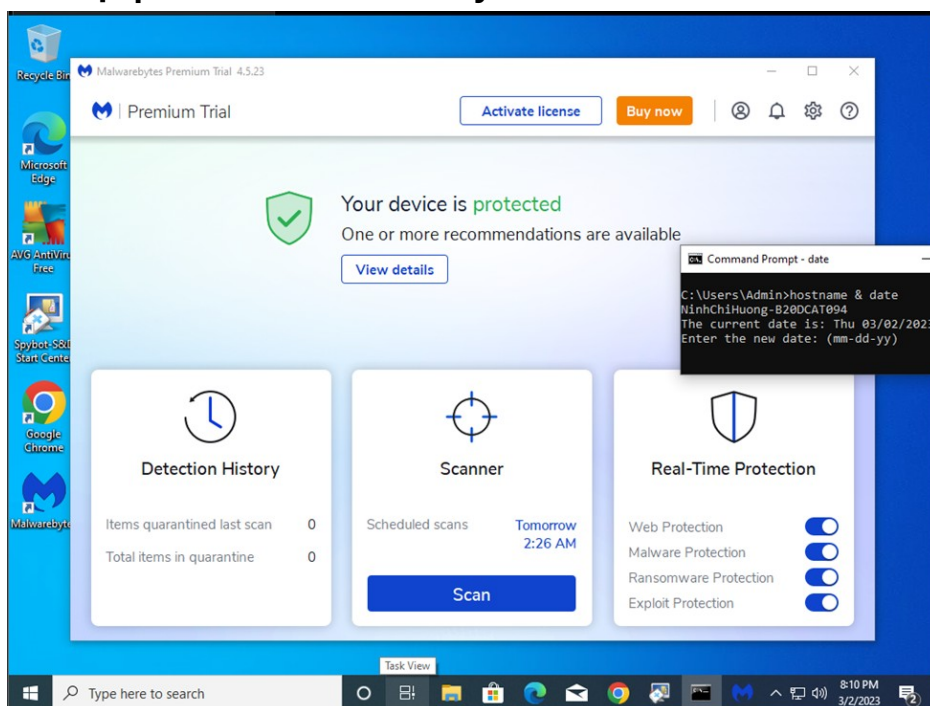 Recycle Bin
Malwarebytes Premium Trial 4.5.23
Premium Trial
Activate license
Buy now
Microsoft
Edge
Your device is protected
One or more recommendations are available
View details
AVG AntiViru
Free
Command Prompt - date
C:\Users\Admin>hostname & date
NinhChiHuong-B20DCAT094
The current date is: Thu 03/02/2023
Enter the new date: (mm-dd-yy)
Spybot-S&D
Start Cente
Google
Chrome
Malwarebyte
Detection History
Items quarantined last scan 0
Total items in quarantine 0
Scanner
Scheduled scans Tomorrow
2:26 AM
Scan
Real-Time Protection
Web Protection
Malware Protection
Ransomware Protection
Exploit Protection
Task View
Type here to search
8:10 PM
3/2/2023
2